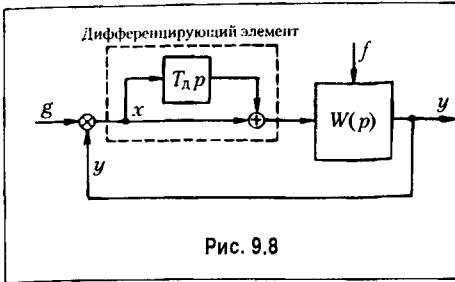 Дифференцирующий элемент
f
T_д p
g
x
W(p)
y
y
Рис. 9.8